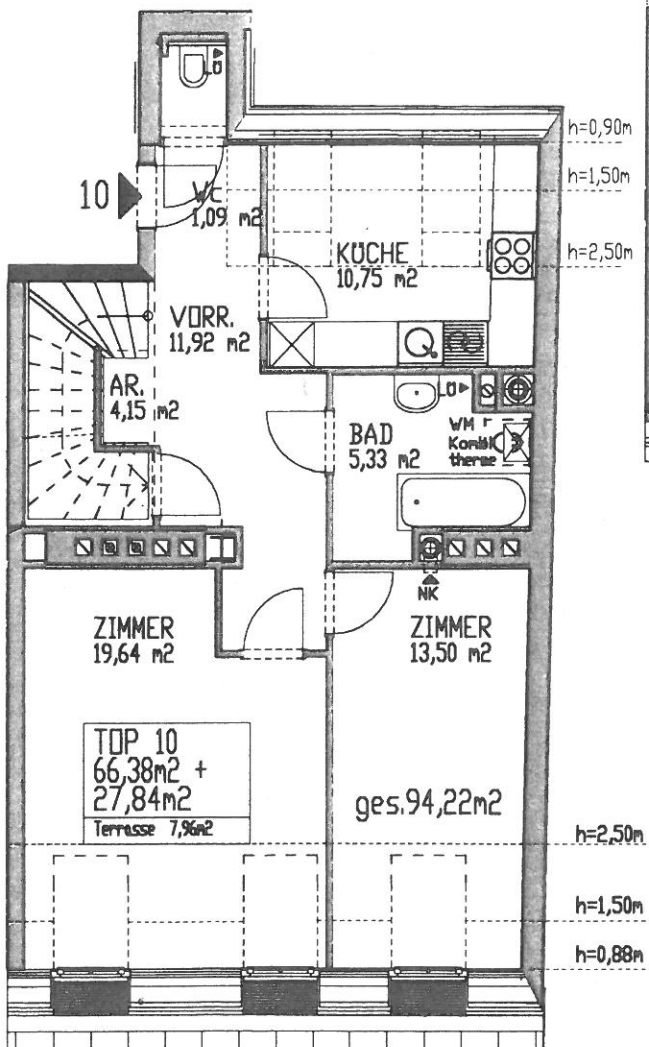 LÜ
h=0,90m
10
WC
1,09 m2
h=1,50m
KÜCHE
10,75 m2
h=2,50m
VORR.
11,92 m2
AR.
4,15 m2
LÜ
BAD
5,33 m2
WM
Kombi
therme
NK
ZIMMER
19,64 m2
ZIMMER
13,50 m2
TOP 10
66,38m2 +
27,84m2
Terrasse 7,96m2
ges.94,22m2
h=2,50m
h=1,50m
h=0,88m